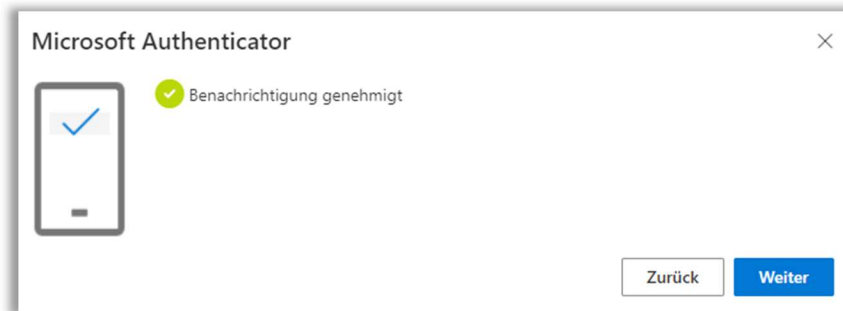 Microsoft Authenticator
Benachrichtigung genehmigt
Zurück Weiter